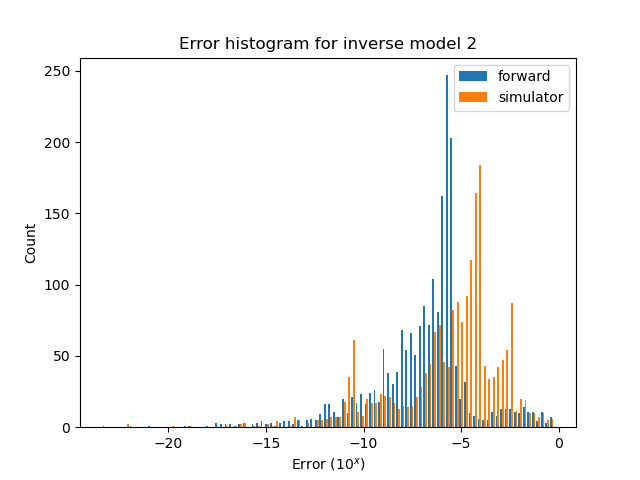 Error histogram for inverse model 2
forward
simulator
250
200
150
100
50
0
Count
−20
−15
−10
−5
0
Error (10^x)